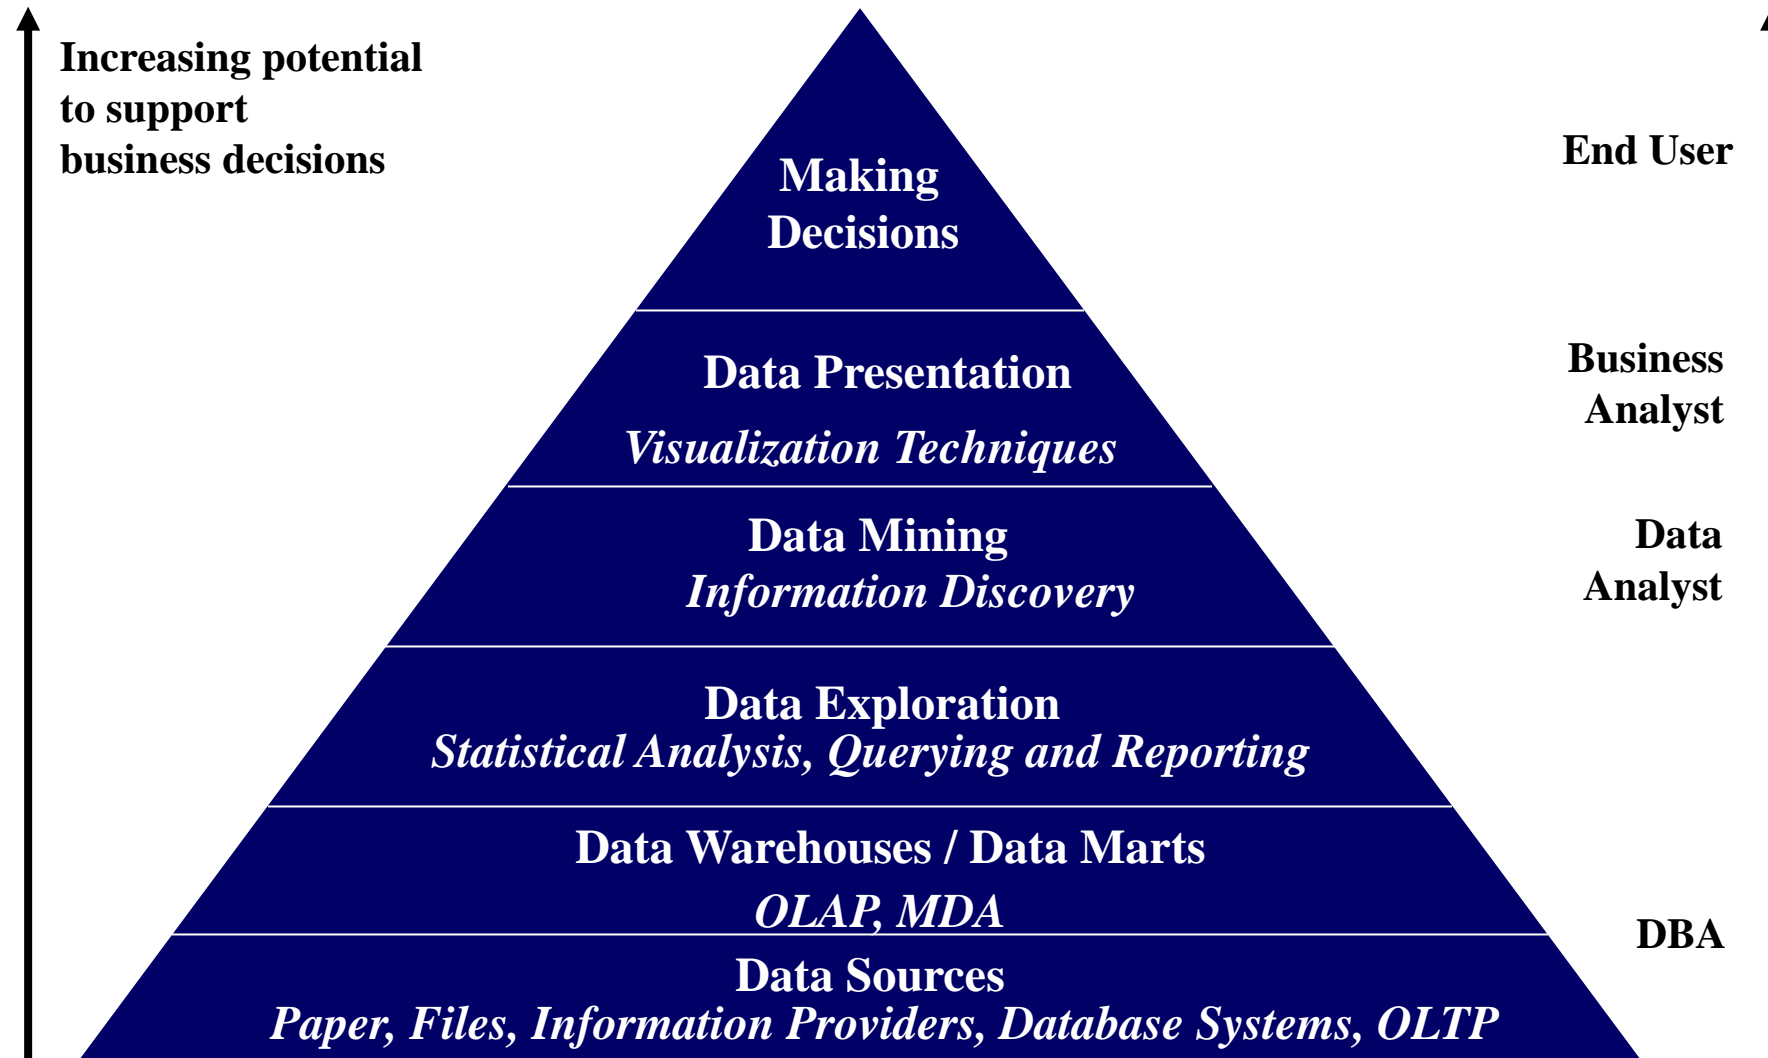 Increasing potential
to support
business decisions
End User
Making
Decisions
Business
Analyst
Data Presentation
Visualization Techniques
Data
Analyst
Data Mining
Information Discovery
Data Exploration
Statistical Analysis, Querying and Reporting
Data Warehouses / Data Marts
OLAP, MDA
DBA
Data Sources
Paper, Files, Information Providers, Database Systems, OLTP